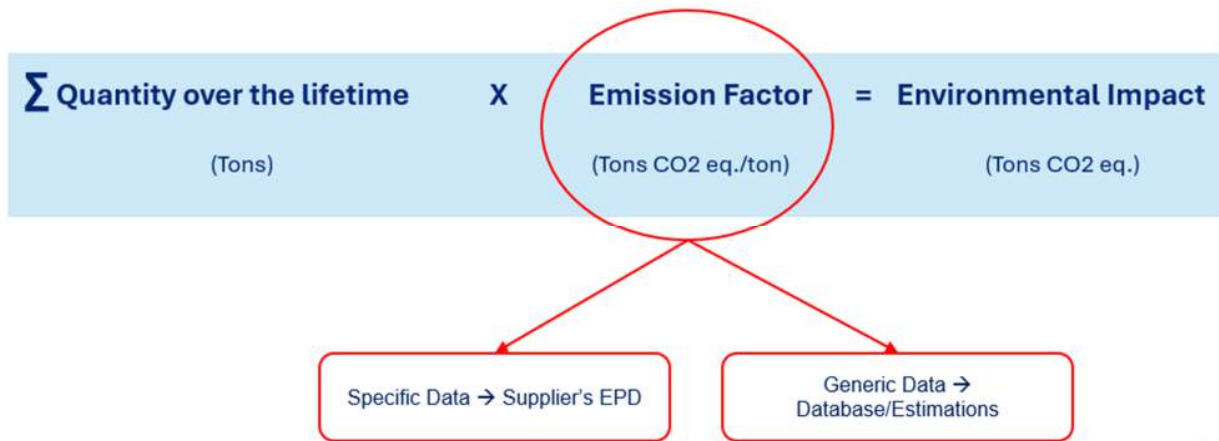 ∑ Quantity over the lifetime X Emission Factor = Environmental Impact
(Tons) (Tons CO2 eq./ton) (Tons CO2 eq.)
Specific Data → Supplier's EPD
Generic Data →
Database/Estimations